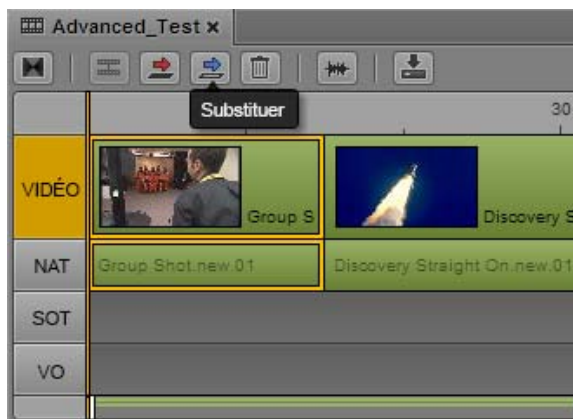 Advanced_Test x
Substituer
30
VIDÉO
Group S
Discovery S
NAT
Group Shot.new.01
Discovery Straight On.new.01
SOT
VO